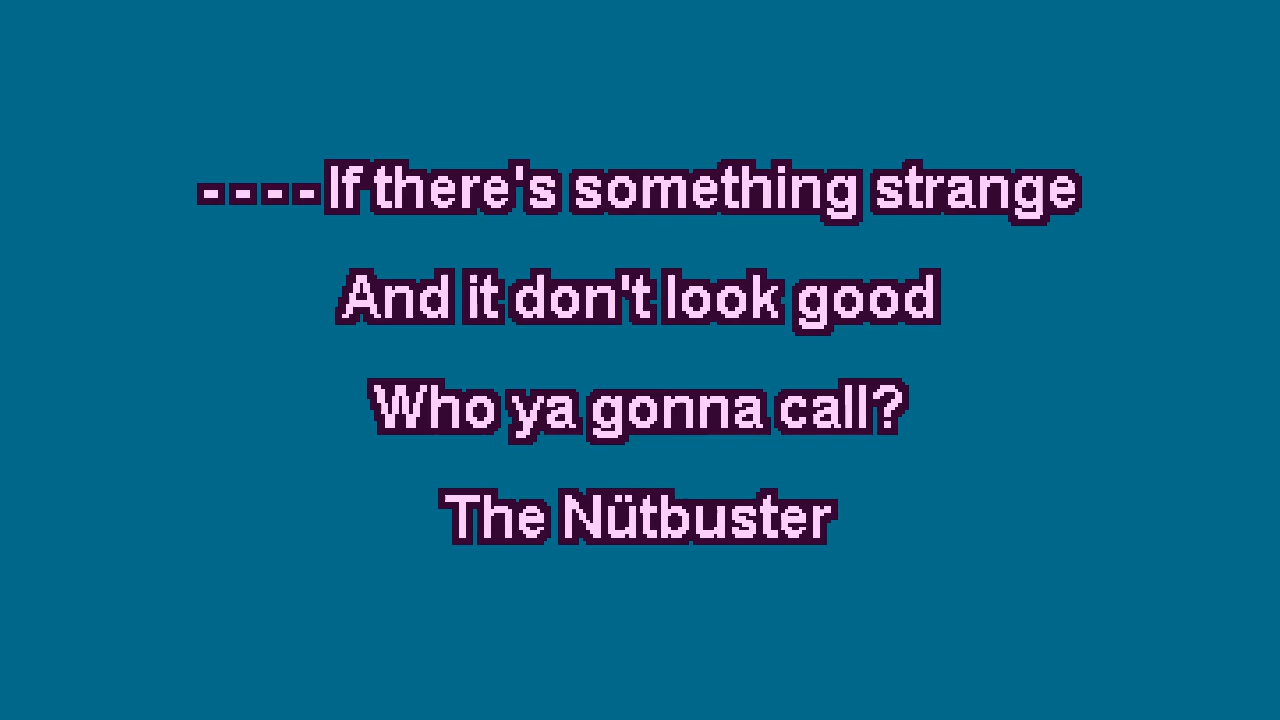 - - - - If there's something strange
And it don't look good
Who ya gonna call?
The Nütbuster